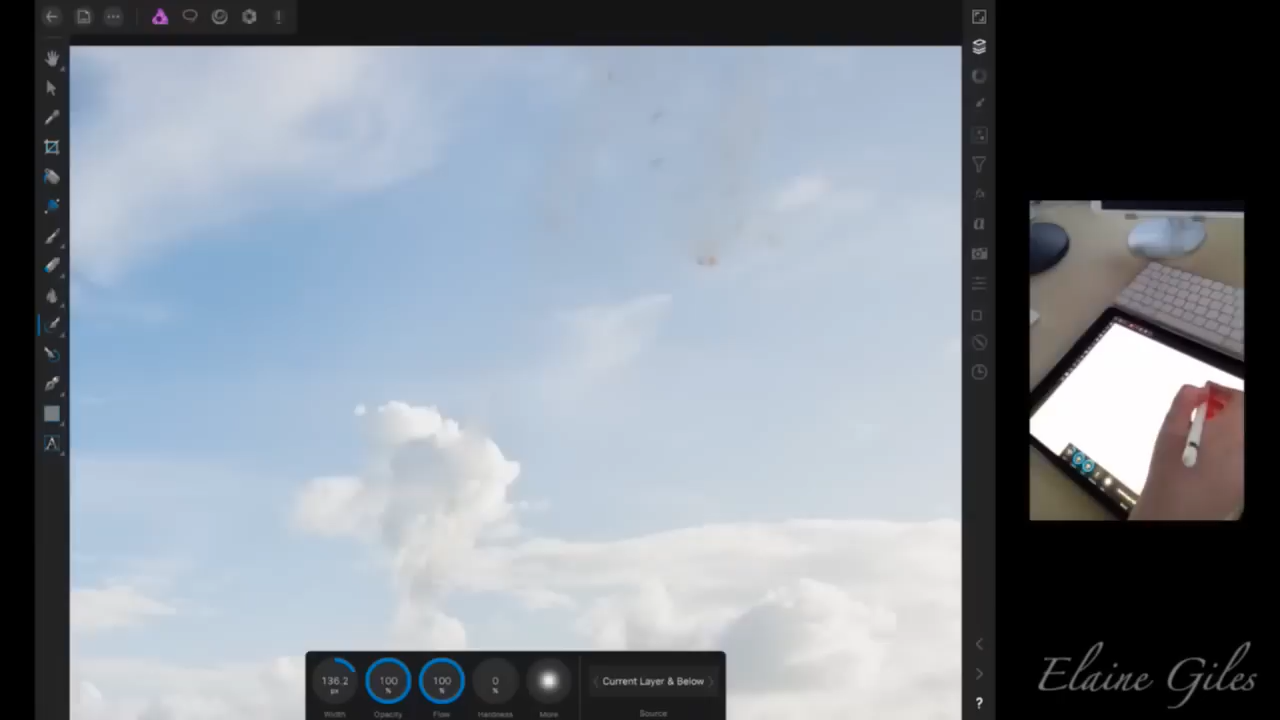 136.2
px
100
%
100
%
0
%
Current Layer & Below
Width
Opacity
Flow
Hardness
More
Source
A
?
Elaine Giles